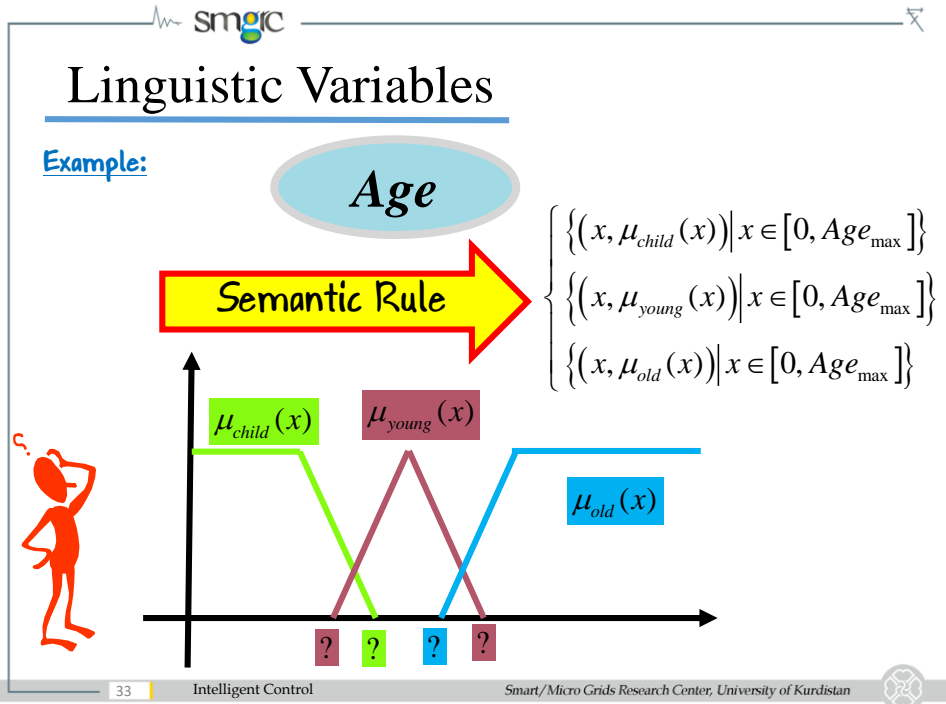 smgrc
Linguistic Variables
Example:
Age
Semantic Rule
{(x, μ_child(x))| x ∈ [0, Age_max]}
{(x, μ_young(x))| x ∈ [0, Age_max]}
{(x, μ_old(x))| x ∈ [0, Age_max]}
μ_child(x)
μ_young(x)
μ_old(x)
? ? ? ?
33 Intelligent Control Smart/Micro Grids Research Center, University of Kurdistan